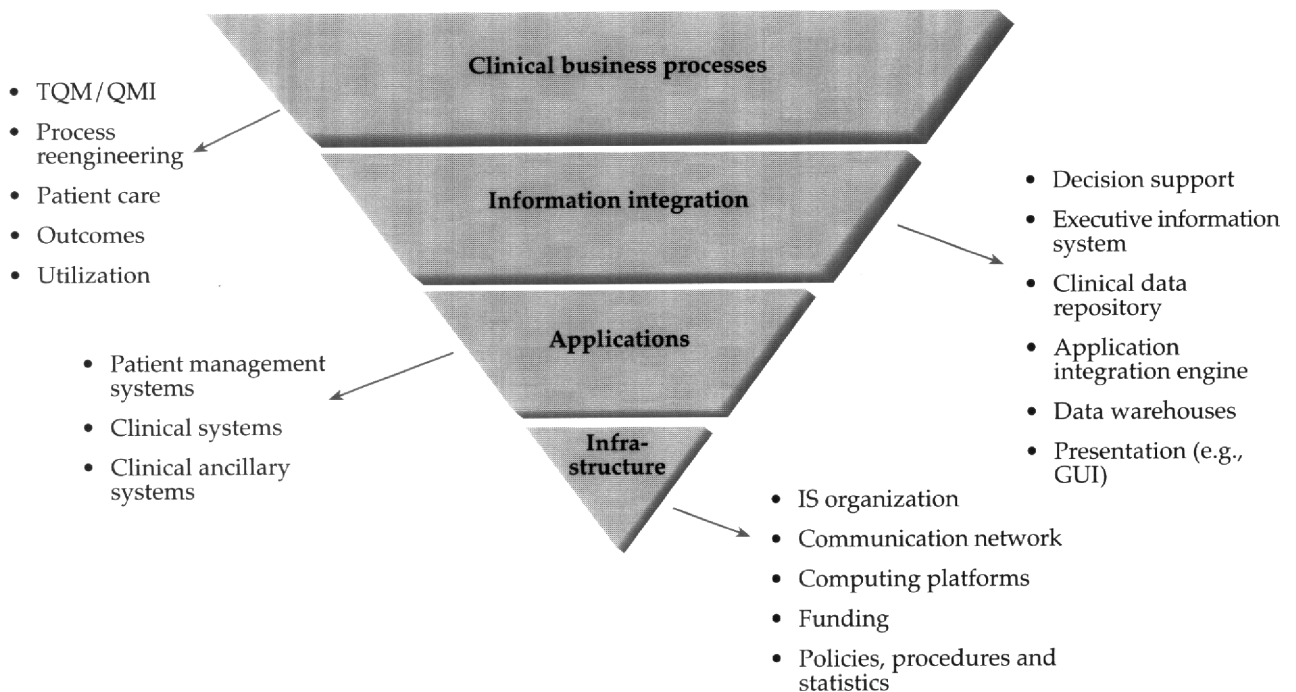 Clinical business processes
• TQM/QMI
• Process
reengineering
• Patient care
• Outcomes
• Utilization
Information integration
• Decision support
• Executive information
system
• Clinical data
repository
• Application
integration engine
• Data warehouses
• Presentation (e.g.,
GUI)
Applications
• Patient management
systems
• Clinical systems
• Clinical ancillary
systems
Infra-
structure
• IS organization
• Communication network
• Computing platforms
• Funding
• Policies, procedures and
statistics